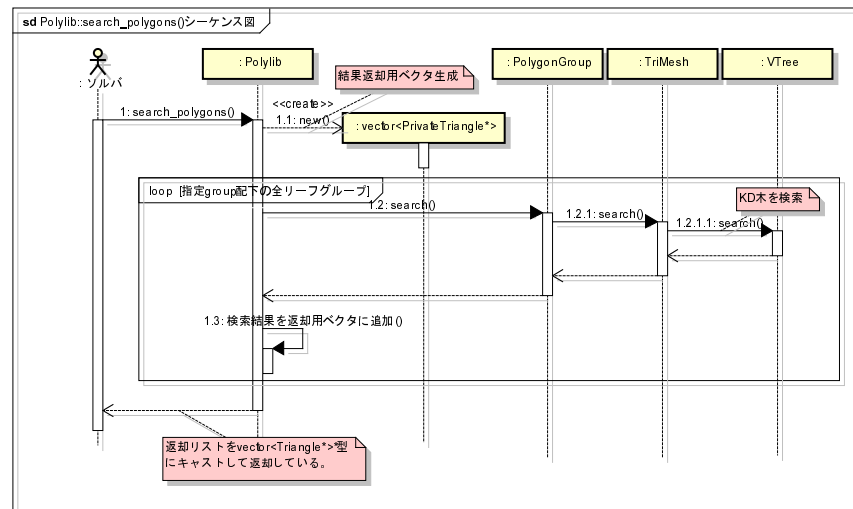 sd Polylib::search_polygons()シーケンス図
: ソルバ
: Polylib
: PolygonGroup
: TriMesh
: VTree
結果返却用ベクタ生成
<<create>>
1: search_polygons()
1.1: new()
: vector<PrivateTriangle*>
loop [指定group配下の全リーフグループ]
KD木を検索
1.2: search()
1.2.1: search()
1.2.1.1: search()
1.3: 検索結果を返却用ベクタに追加()
返却リストをvector<Triangle*>*型
にキャストして返却している。